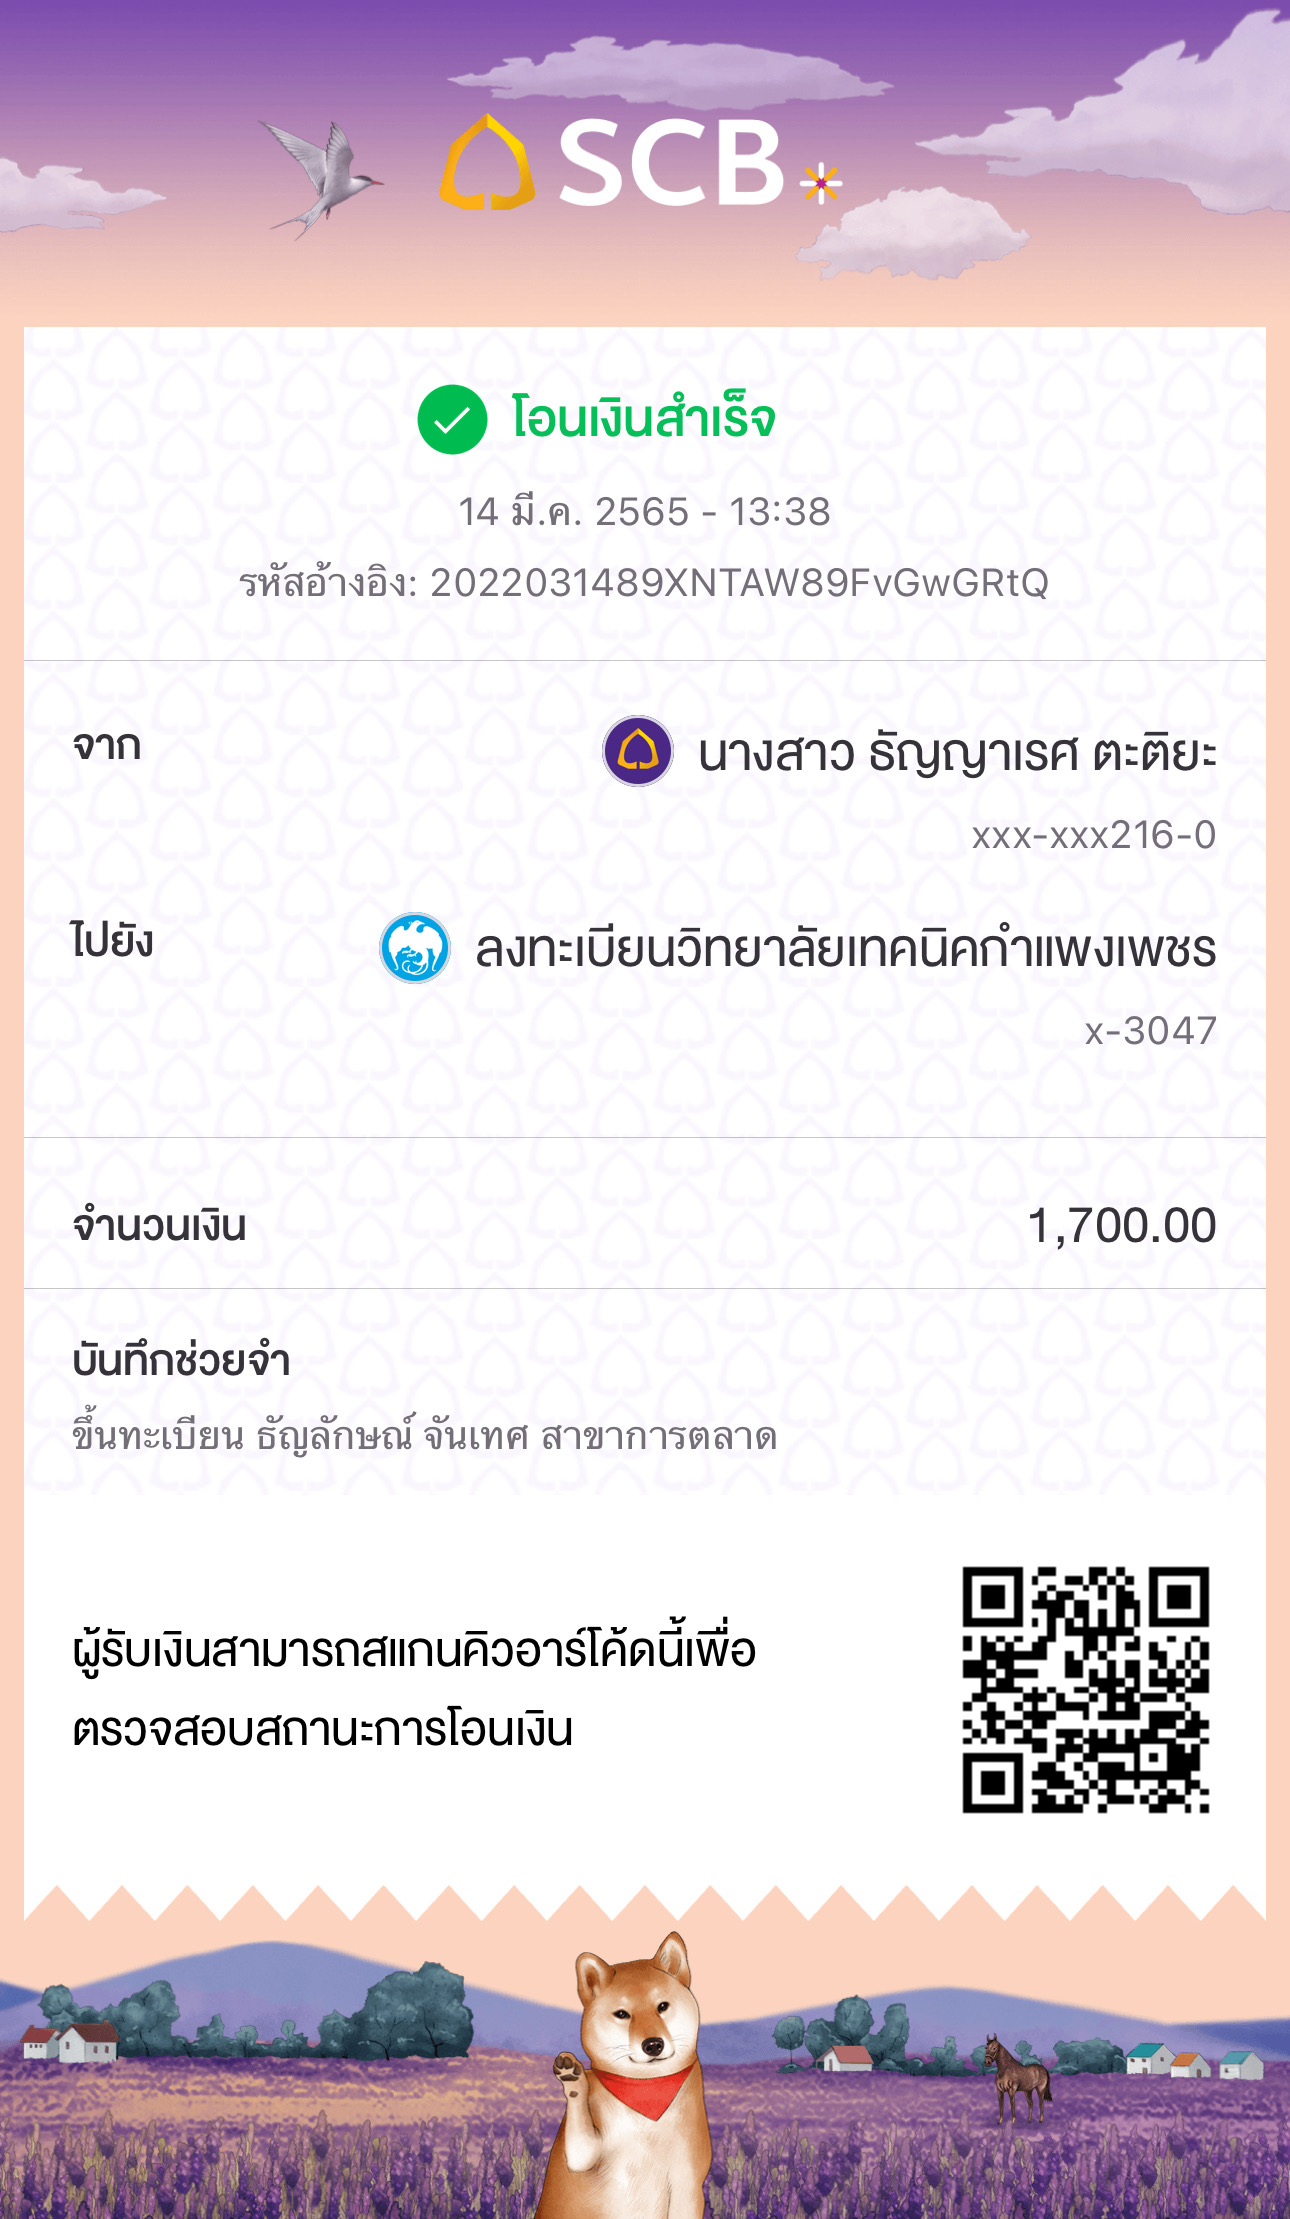 SCB
โอนเงินสำเร็จ
14 มี.ค. 2565 - 13:38
รหัสอ้างอิง: 2022031489XNTAW89FvGwGRtQ
จาก
นางสาว ธัญญาเรศ ตะติยะ
xxx-xxx216-0
ไปยัง
ลงทะเบียนวิทยาลัยเทคนิคกำแพงเพชร
x-3047
จำนวนเงิน
1,700.00
บันทึกช่วยจำ
ขึ้นทะเบียน ธัญลักษณ์ จันเทศ สาขาการตลาด
ผู้รับเงินสามารถสแกนคิวอาร์โค้ดนี้เพื่อ
ตรวจสอบสถานะการโอนเงิน